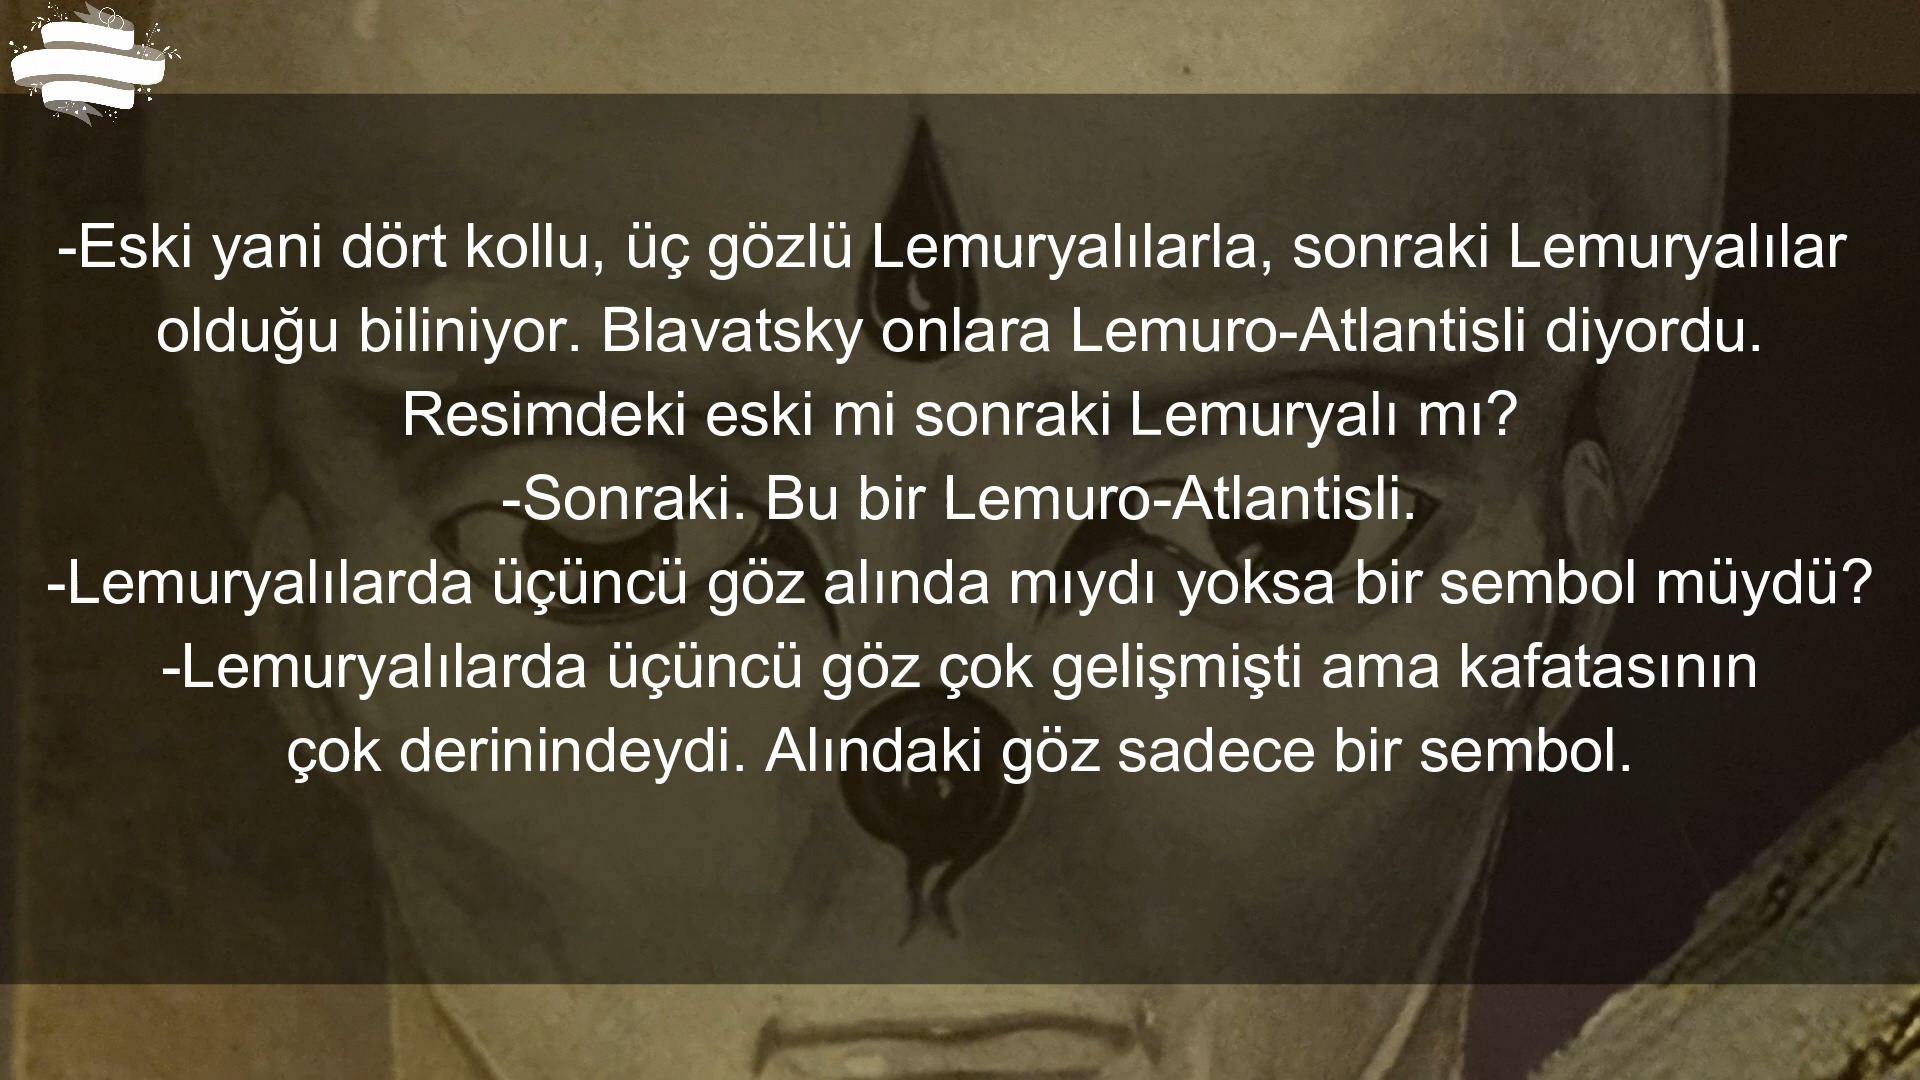 -Eski yani dört kollu, üç gözlü Lemuryalılarla, sonraki Lemuryalılar
olduğu biliniyor. Blavatsky onlara Lemuro-Atlantisli diyordu.
Resimdeki eski mi sonraki Lemuryalı mı?
-Sonraki. Bu bir Lemuro-Atlantisli.
-Lemuryalılarda üçüncü göz alında mıydı yoksa bir sembol müydü?
-Lemuryalılarda üçüncü göz çok gelişmişti ama kafatasının
çok derinindeydi. Alındaki göz sadece bir sembol.